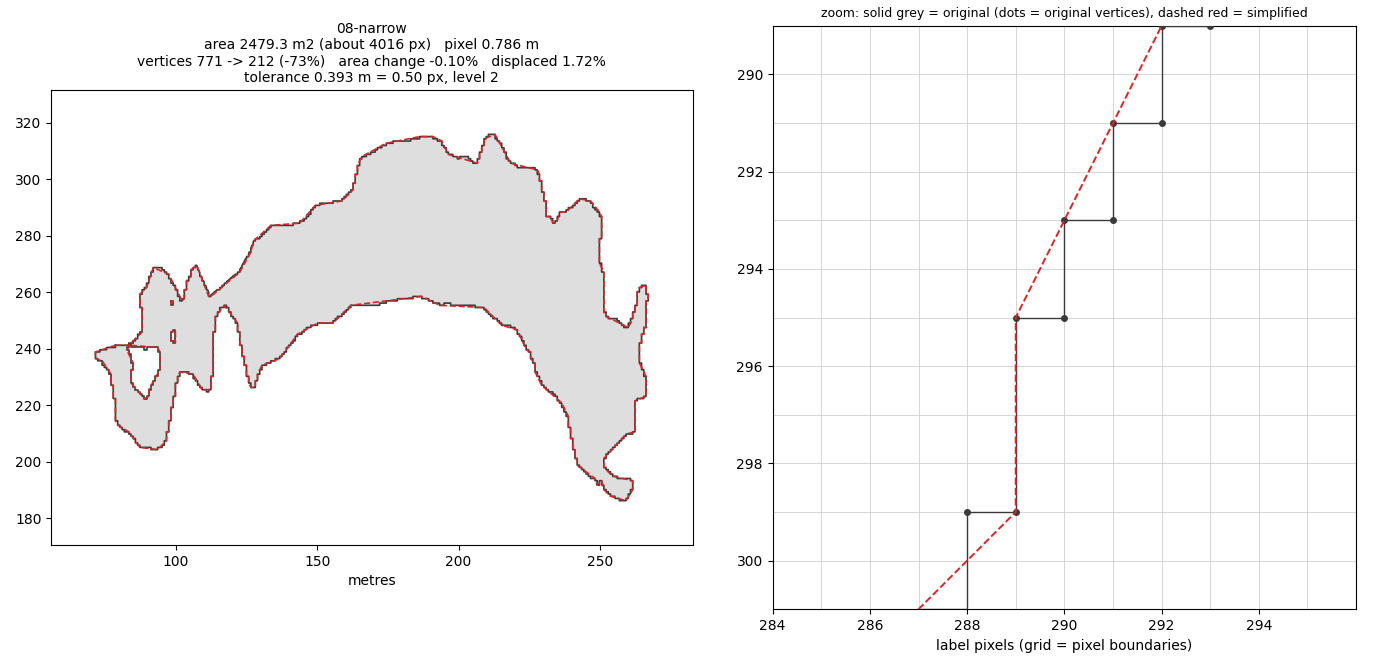 08-narrow
area 2479.3 m2 (about 4016 px)   pixel 0.786 m
vertices 771 -> 212 (-73%)   area change -0.10%   displaced 1.72%
tolerance 0.393 m = 0.50 px, level 2
320
300
280
260
240
220
200
180
100 150 200 250
metres
zoom: solid grey = original (dots = original vertices), dashed red = simplified
290
292
294
296
298
300
284 286 288 290 292 294
label pixels (grid = pixel boundaries)